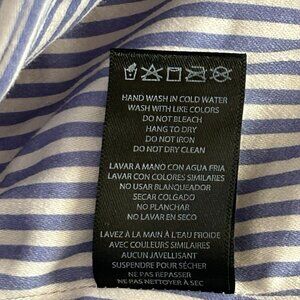 HAND WASH IN COLD WATER
WASH WITH LIKE COLORS
DO NOT BLEACH
HANG TO DRY
DO NOT IRON
DO NOT DRY CLEAN
LAVAR A MANO CON AGUA FRIA
LAVAR CON COLORES SIMILARES
NO USAR BLANQUEADOR
SECAR COLGADO
NO PLANCHAR
NO LAVAR EN SECO
LAVEZ À LA MAIN À L'EAU FROIDE
AVEC COULEURS SIMILAIRES
AUCUN JAVELLISANT
SUSPENDRE POUR SÉCHER
NE PAS REPASSER
NE PAS NETTOYER À SEC